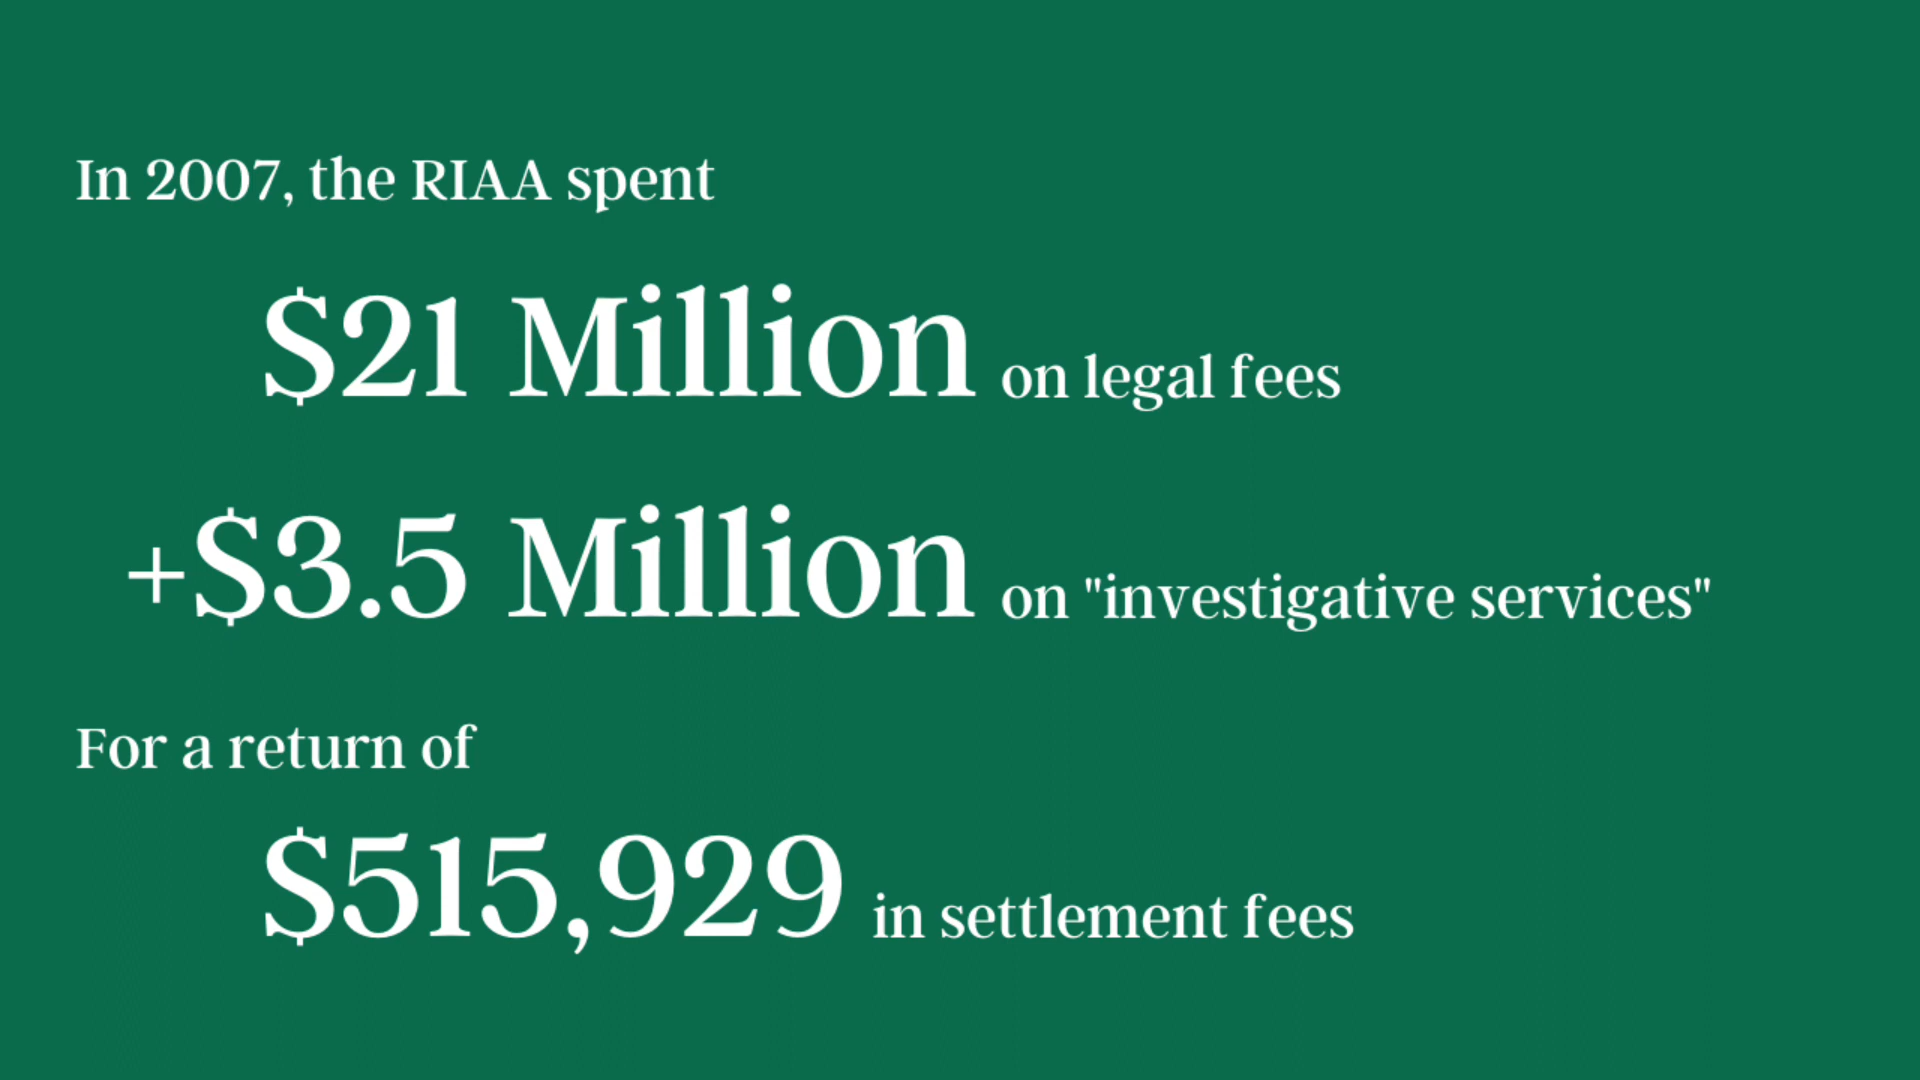 In 2007, the RIAA spent
$21 Million on legal fees
+$3.5 Million on "investigative services"
For a return of
$515,929 in settlement fees